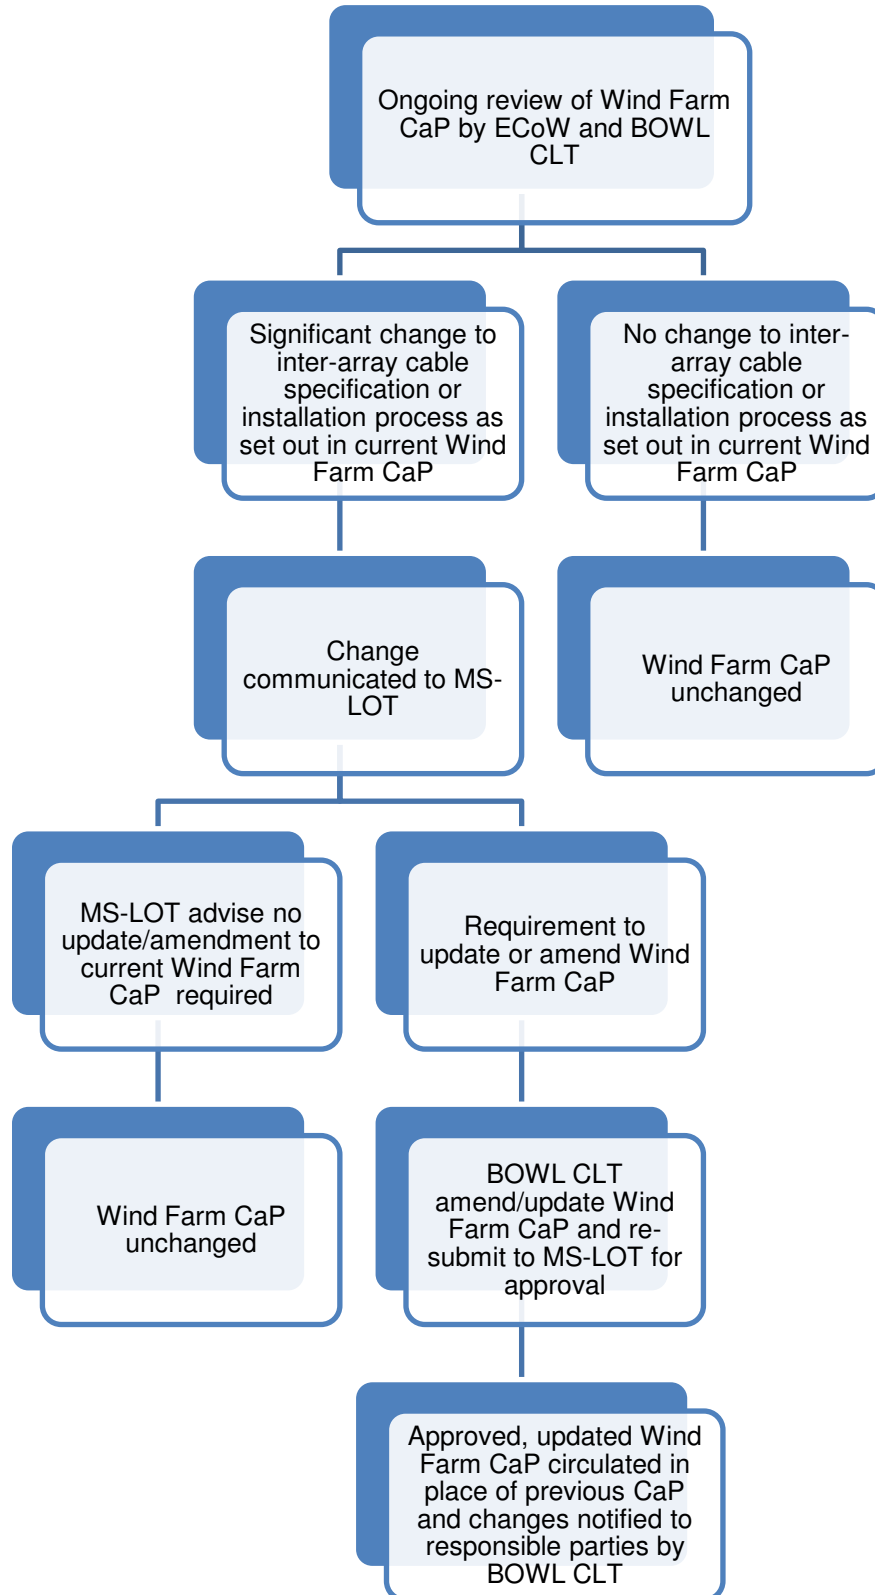 Ongoing review of Wind Farm
CaP by ECoW and BOWL
CLT
Significant change to
inter-array cable
specification or
installation process as
set out in current Wind
Farm CaP
No change to inter-
array cable
specification or
installation process as
set out in current Wind
Farm CaP
Change
communicated to MS-
LOT
Wind Farm CaP
unchanged
MS-LOT advise no
update/amendment to
current Wind Farm
CaP required
Requirement to
update or amend Wind
Farm CaP
Wind Farm CaP
unchanged
BOWL CLT
amend/update Wind
Farm CaP and re-
submit to MS-LOT for
approval
Approved, updated Wind
Farm CaP circulated in
place of previous CaP
and changes notified to
responsible parties by
BOWL CLT